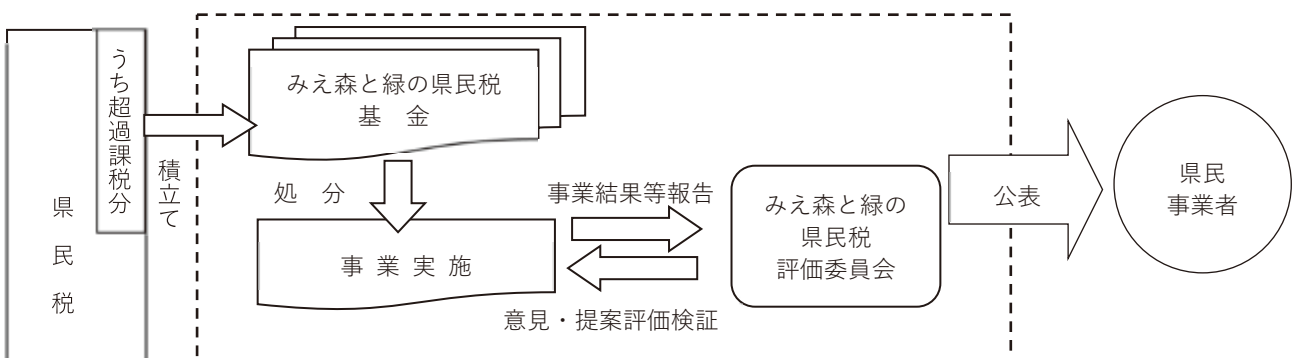 県民税
うち超過課税分
積立て
みえ森と緑の県民税
基　金
処　分
事 業 実 施
事業結果等報告
意見・提案評価検証
みえ森と緑の
県民税
評価委員会
公表
県民
事業者